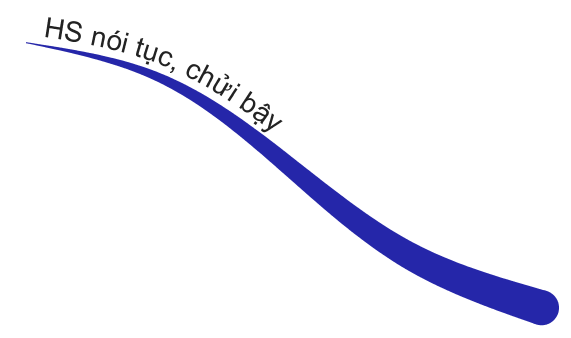 HS nói tục, chửi bậy